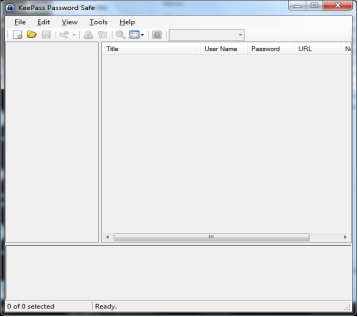 KeePass Password Safe
File Edit View Tools Help
Title User Name Password URL
0 of 0 selected Ready.